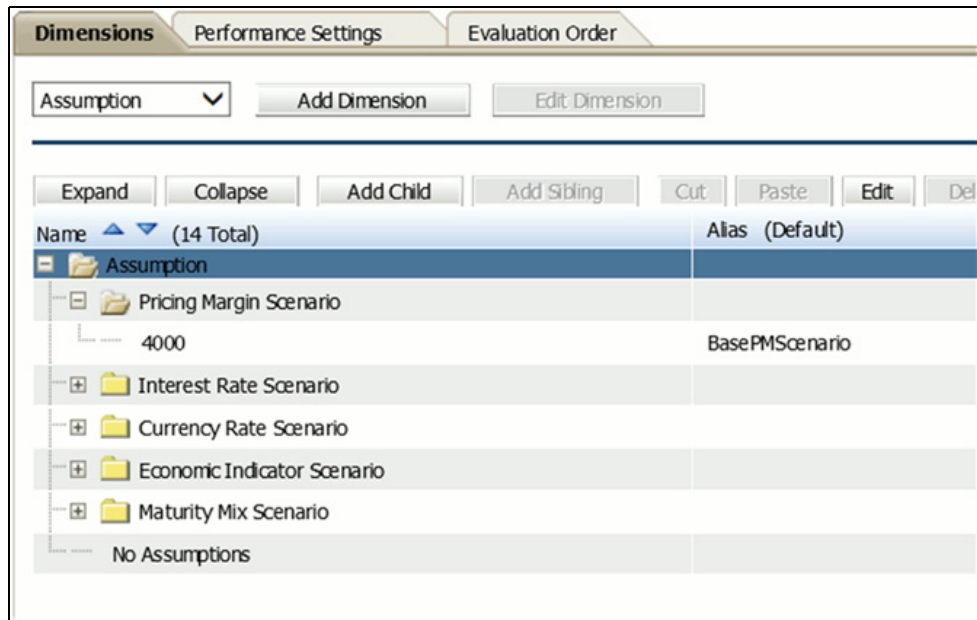 Dimensions Performance Settings Evaluation Order
Assumption Add Dimension Edit Dimension
Expand Collapse Add Child Add Sibling Cut Paste Edit Del
Name (14 Total) Alias (Default)
Assumption
Pricing Margin Scenario
4000 BasePMScenario
Interest Rate Scenario
Currency Rate Scenario
Economic Indicator Scenario
Maturity Mix Scenario
No Assumptions